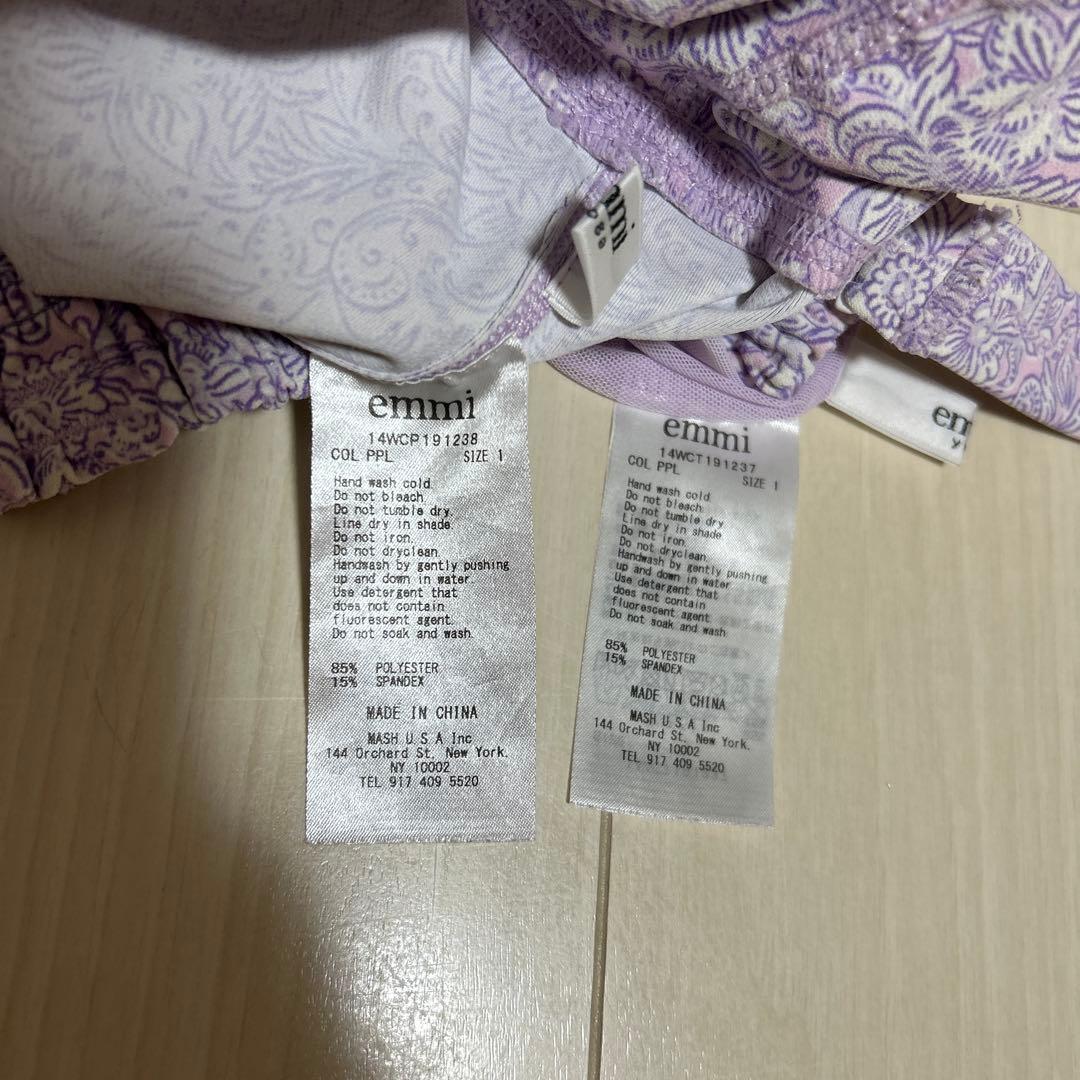 emmi
14WCP191238
COL PPL SIZE 1
Hand wash cold
Do not bleach
Do not tumble dry.
Line dry in shade
Do not iron.
Do not dryclean
Handwash by gently pushing
up and down in water.
Use detergent that
does not contain
fluorescent agent.
Do not soak and wash.
85% POLYESTER
15% SPANDEX
MADE IN CHINA
MASH U S A Inc
144 Orchard St, New York.
NY 10002
TEL 917 409 5520
emmi
14WCT191237
COL PPL SIZE 1
Hand wash cold
Do not bleach
Do not tumble dry
Line dry in shade
Do not iron.
Do not dryclean
Handwash by gently pushing
up and down in water
Use detergent that
does not contain
fluorescent agent
Do not soak and wash
85% POLYESTER
15% SPANDEX
MADE IN CHINA
MASH U S A Inc
144 Orchard St, New York.
NY 10002
TEL 917 409 5520